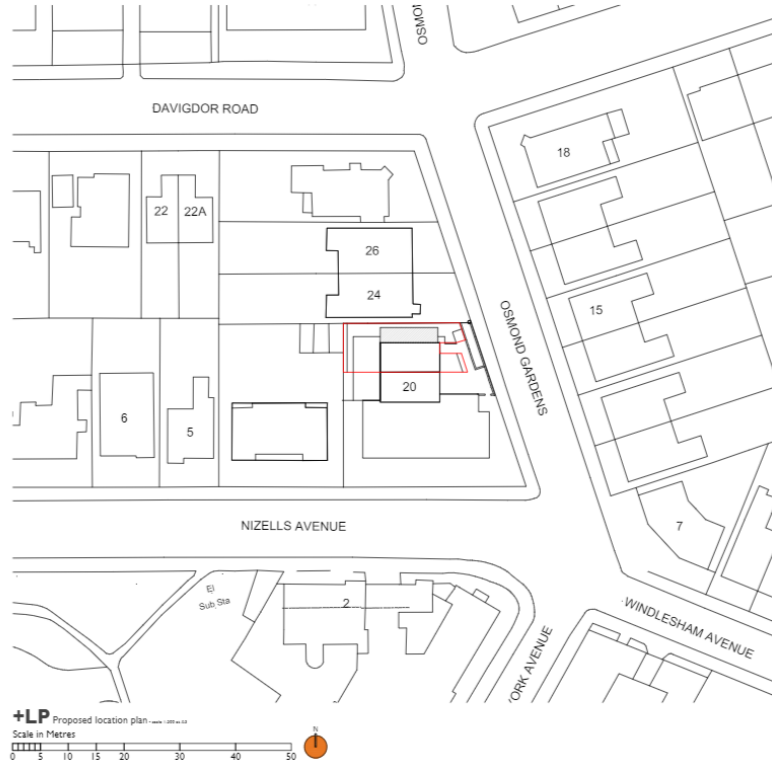 OSMO
DAVIGDOR ROAD
18
22
22A
26
24
OSMOND GARDENS
15
20
6
5
NIZELLS AVENUE
7
El
Sub Sta
2
WINDLESHAM AVENUE
YORK AVENUE
+LP Proposed location plan
Scale in Metres
N
0 5 10 15 20 30 40 50